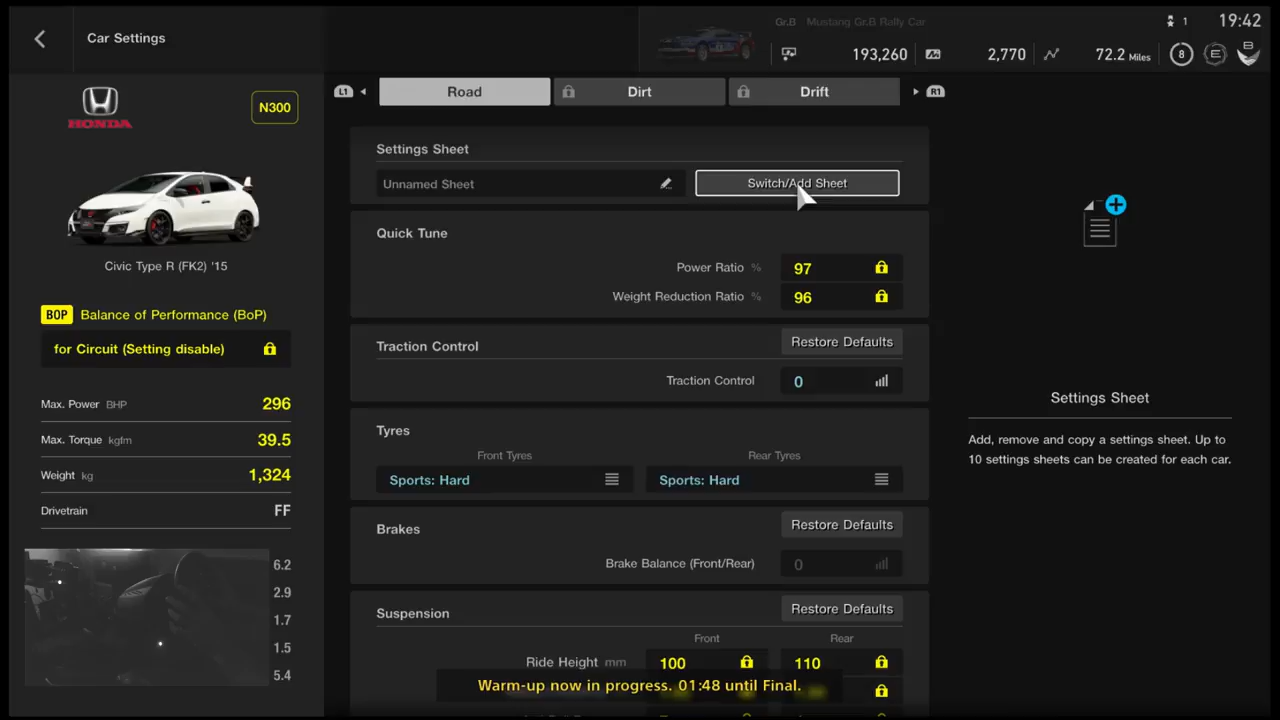 Car Settings
Gr.B Mustang Gr.B Rally Car
193,260
2,770
72.2 Miles
8
E
B
1
19:42
HONDA
N300
Civic Type R (FK2) '15
BOP Balance of Performance (BoP)
for Circuit (Setting disable)
Max. Power BHP 296
Max. Torque kgfm 39.5
Weight kg 1,324
Drivetrain FF
6.2
2.9
1.7
1.5
5.4
L1 Road Dirt Drift R1
Settings Sheet
Unnamed Sheet Switch/Add Sheet
Quick Tune
Power Ratio % 97
Weight Reduction Ratio % 96
Traction Control Restore Defaults
Traction Control 0
Tyres
Front Tyres Rear Tyres
Sports: Hard Sports: Hard
Brakes Restore Defaults
Brake Balance (Front/Rear) 0
Suspension Restore Defaults
Front Rear
Ride Height mm 100 110
Warm-up now in progress. 01:48 until Final.
Settings Sheet
Add, remove and copy a settings sheet. Up to
10 settings sheets can be created for each car.